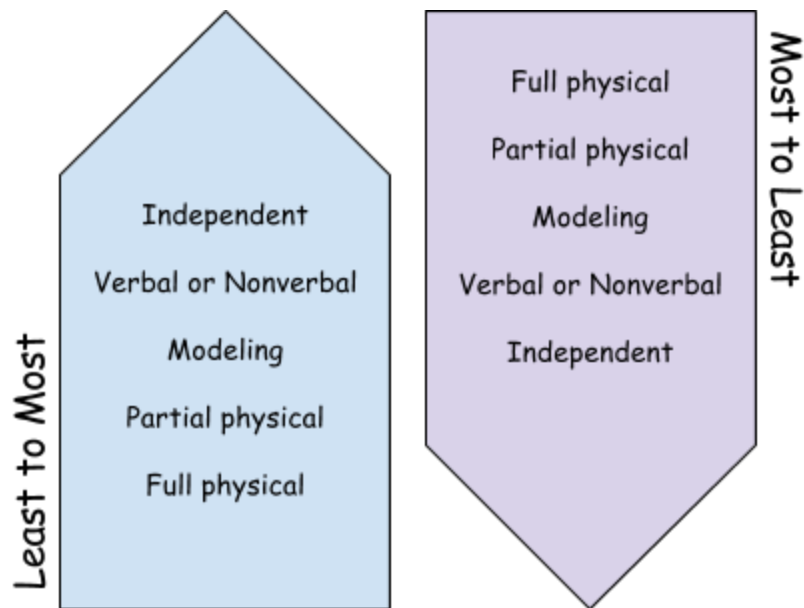 Least to Most
Independent
Verbal or Nonverbal
Modeling
Partial physical
Full physical
Full physical
Partial physical
Modeling
Verbal or Nonverbal
Independent
Most to Least